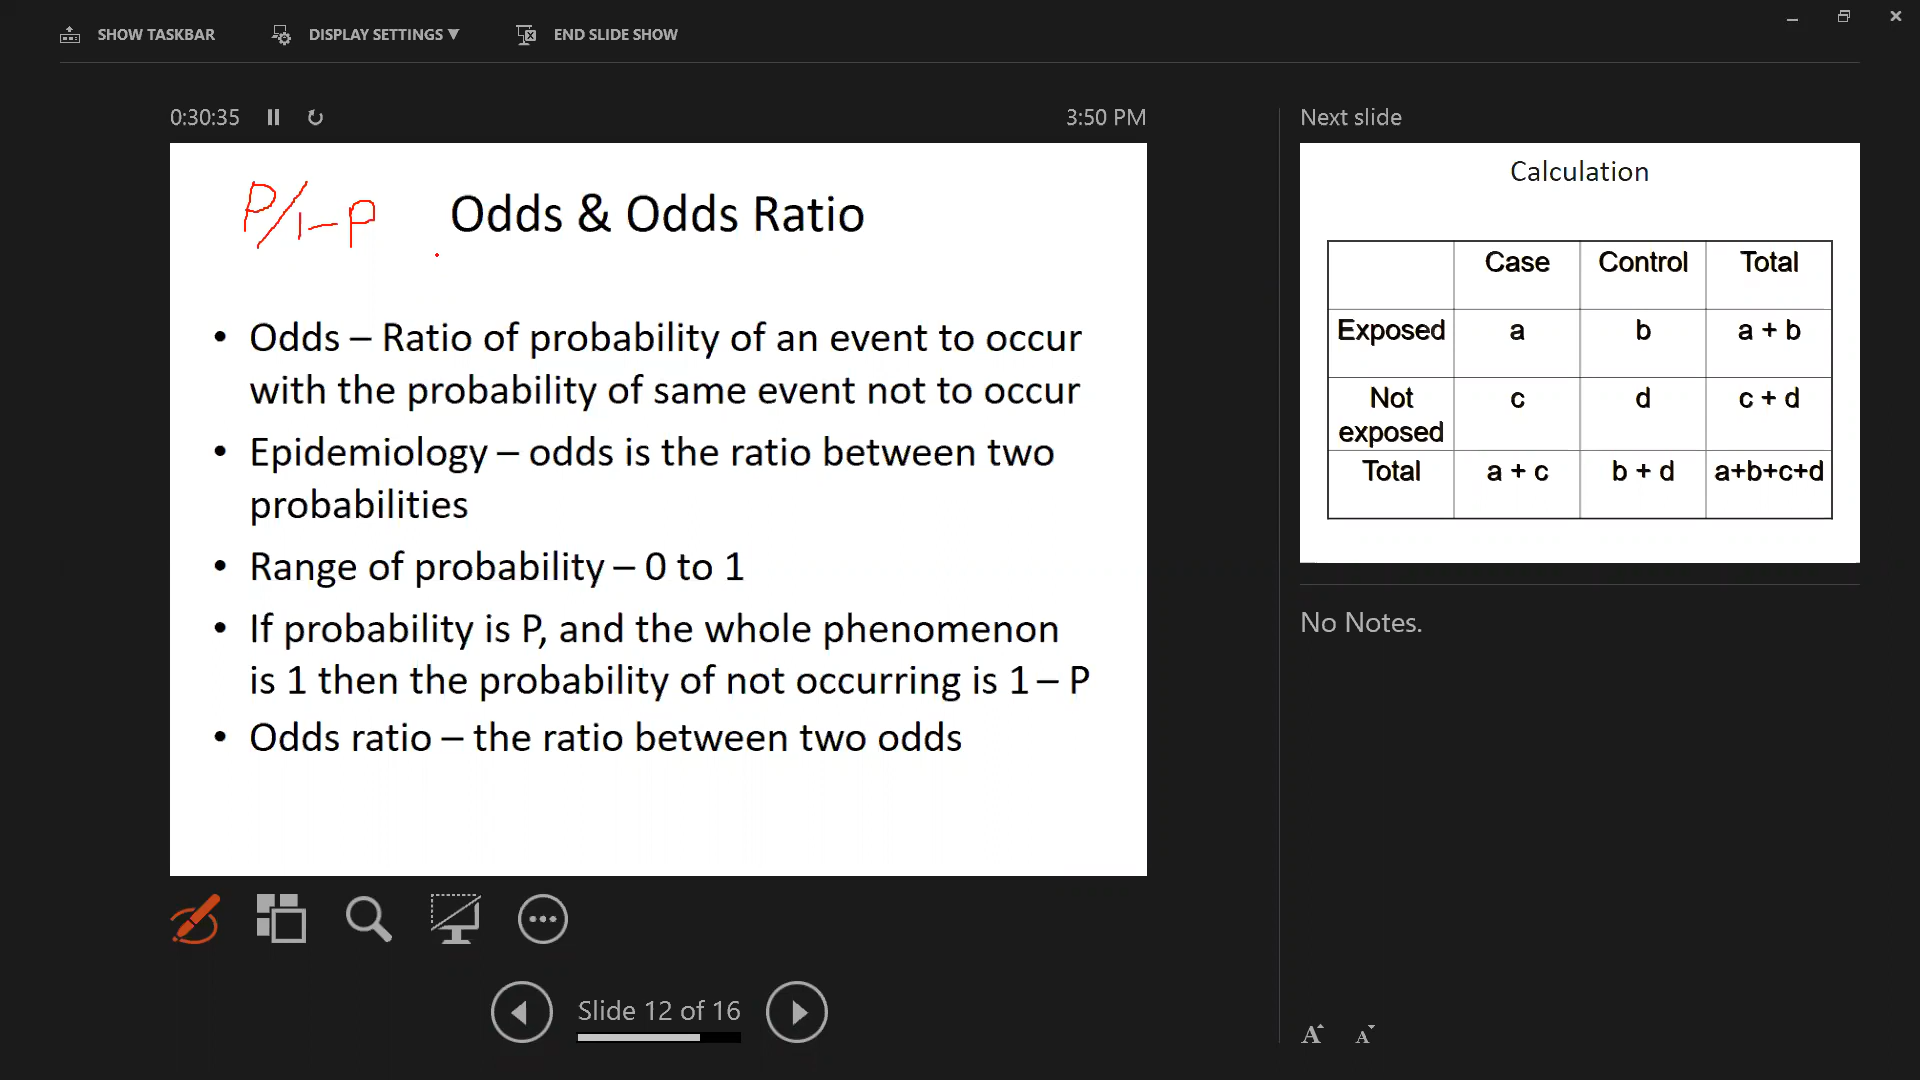 SHOW TASKBAR
DISPLAY SETTINGS ▼
END SLIDE SHOW
0:30:35
3:50 PM
P/1-P
Odds & Odds Ratio
• Odds – Ratio of probability of an event to occur
with the probability of same event not to occur
• Epidemiology – odds is the ratio between two
probabilities
• Range of probability – 0 to 1
• If probability is P, and the whole phenomenon
is 1 then the probability of not occurring is 1 – P
• Odds ratio – the ratio between two odds
Slide 12 of 16
Next slide
Calculation
Case Control Total
Exposed a b a + b
Not
exposed c d c + d
Total a + c b + d a+b+c+d
No Notes.
A A